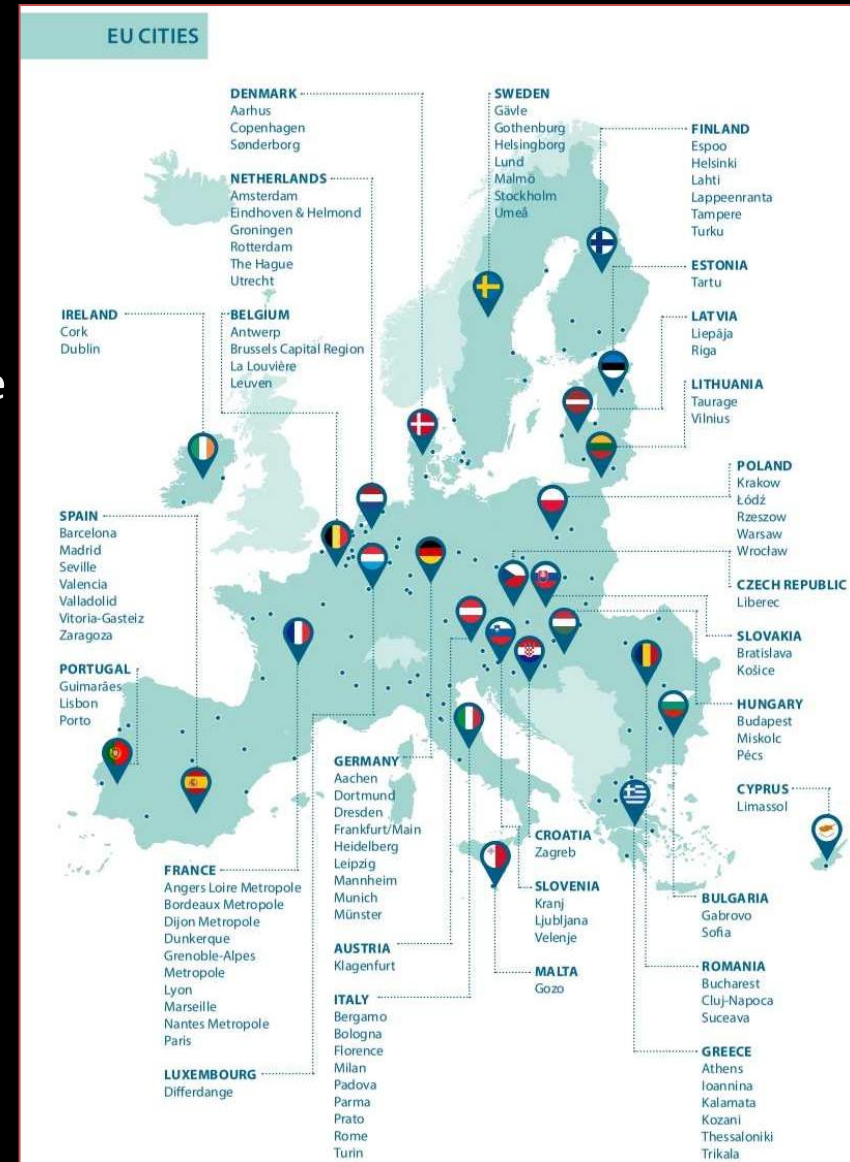 EU CITIES
DENMARK
Aarhus
Copenhagen
Sønderborg
NETHERLANDS
Amsterdam
Eindhoven & Helmond
Groningen
Rotterdam
The Hague
Utrecht
BELGIUM
Antwerp
Brussels Capital Region
La Louvière
Leuven
IRELAND
Cork
Dublin
SWEDEN
Gävle
Gothenburg
Helsingborg
Lund
Malmö
Stockholm
Umeå
FINLAND
Espoo
Helsinki
Lahti
Lappeenranta
Tampere
Turku
ESTONIA
Tartu
LATVIA
Liepāja
Riga
LITHUANIA
Taurage
Vilnius
POLAND
Krakow
Łódź
Rzeszow
Warsaw
Wrocław
CZECH REPUBLIC
Liberec
SLOVAKIA
Bratislava
Košice
HUNGARY
Budapest
Miskolc
Pécs
CYPRUS
Limassol
SPAIN
Barcelona
Madrid
Seville
Valencia
Valladolid
Vitoria-Gasteiz
Zaragoza
PORTUGAL
Guimarães
Lisbon
Porto
FRANCE
Angers Loire Metropole
Bordeaux Metropole
Dijon Metropole
Dunkerque
Grenoble-Alpes
Metropole
Lyon
Marseille
Nantes Metropole
Paris
LUXEMBOURG
Differdange
GERMANY
Aachen
Dortmund
Dresden
Frankfurt/Main
Heidelberg
Leipzig
Mannheim
Munich
Münster
AUSTRIA
Klagenfurt
ITALY
Bergamo
Bologna
Florence
Milan
Padova
Parma
Prato
Rome
Turin
CROATIA
Zagreb
SLOVENIA
Kranj
Ljubljana
Velenje
MALTA
Gozo
BULGARIA
Gabrovo
Sofia
ROMANIA
Bucharest
Cluj-Napoca
Suceava
GREECE
Athens
Ioannina
Kalamata
Kozani
Thessaloniki
Trikala